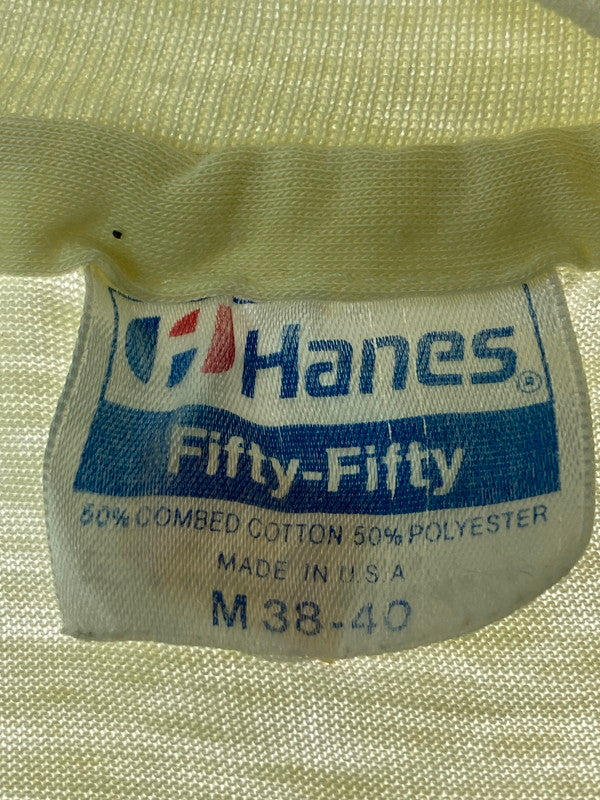 Hanes®
Fifty-Fifty
50% COMBED COTTON 50% POLYESTER
MADE IN U.S.A
M 38-40